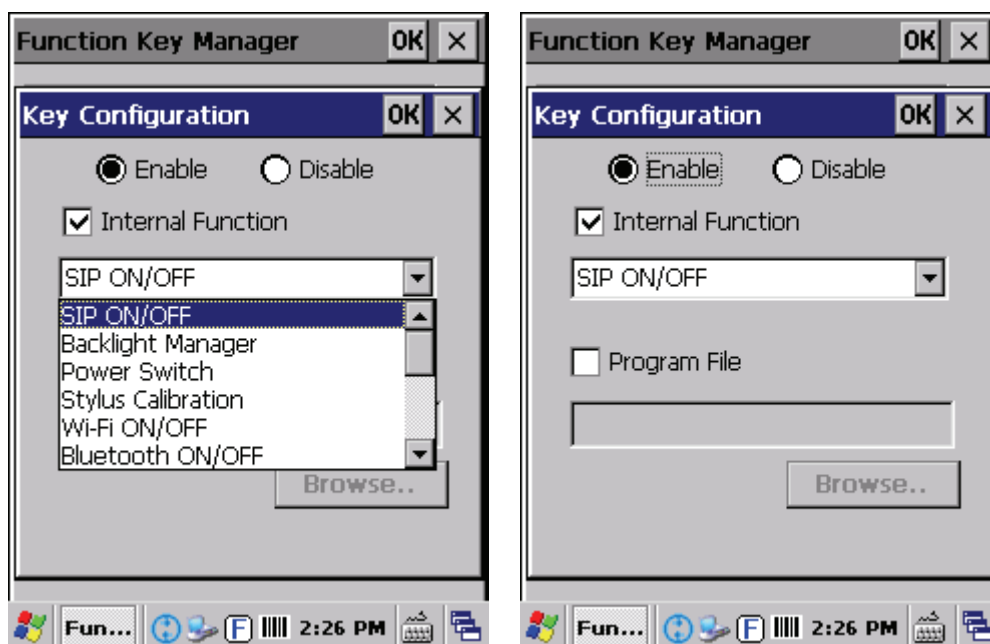 Function Key Manager OK ×
Key Configuration OK ×
Enable Disable
Internal Function
SIP ON/OFF
SIP ON/OFF
Backlight Manager
Power Switch
Stylus Calibration
Wi-Fi ON/OFF
Bluetooth ON/OFF
Browse..
Fun... F 2:26 PM
Function Key Manager OK ×
Key Configuration OK ×
Enable Disable
Internal Function
SIP ON/OFF
Program File
Browse..
Fun... F 2:26 PM